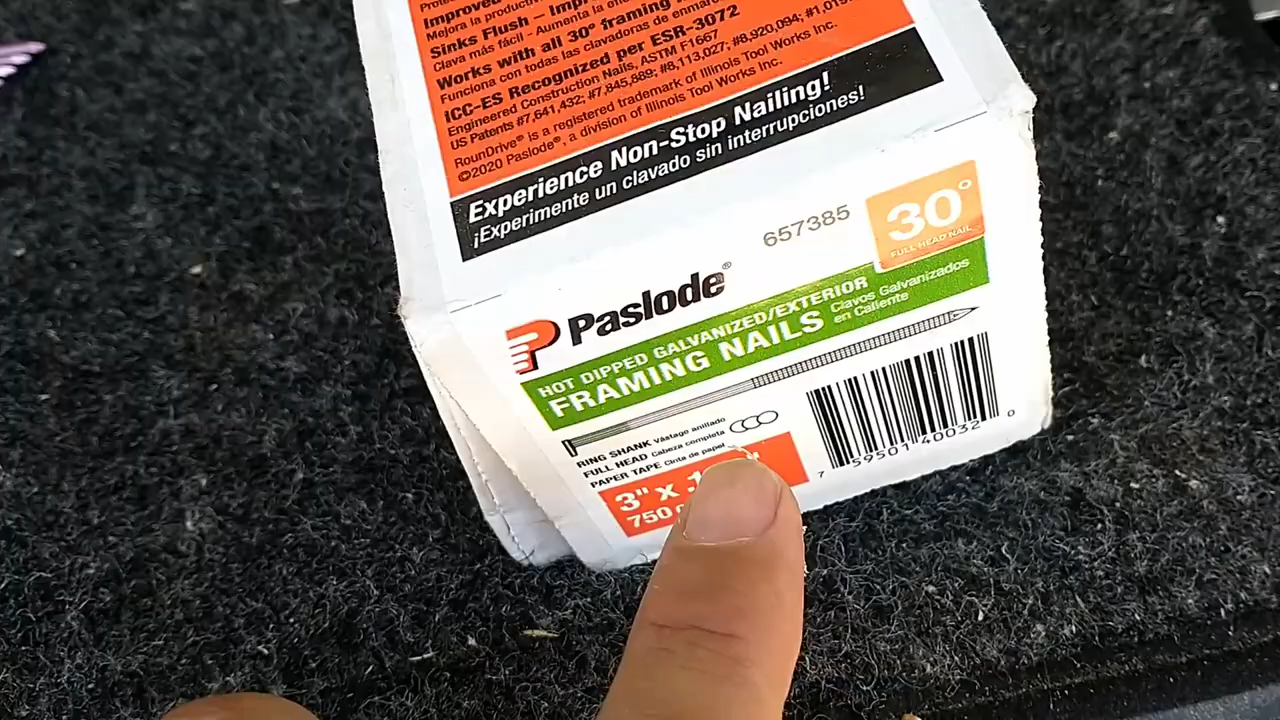 Improved
Mejora la
Sinks Flush –
Clava más fácil - Aumenta la
Works with all 30° framing
Funciona con todas las clavadoras de
ICC-ES Recognized per ESR-3072
Engineered Construction Nails, ASTM F1667
US Patents #7,641,432; #7,845,889; #8,113,027; #8,920,094;
RounDrive® is a registered trademark of Illinois Tool Works Inc.
©2020 Paslode®, a division of Illinois Tool Works Inc.
Experience Non-Stop Nailing!
¡Experimente un clavado sin interrupciones!
657385
30°
FULL HEAD NAIL
Paslode®
HOT DIPPED GALVANIZED/EXTERIOR
FRAMING NAILS
Clavos Galvanizados
en Caliente
RING SHANK Vástago anillado
FULL HEAD Cabeza completa
PAPER TAPE Cinta de papel
3" x
750
7 59501 40032 0